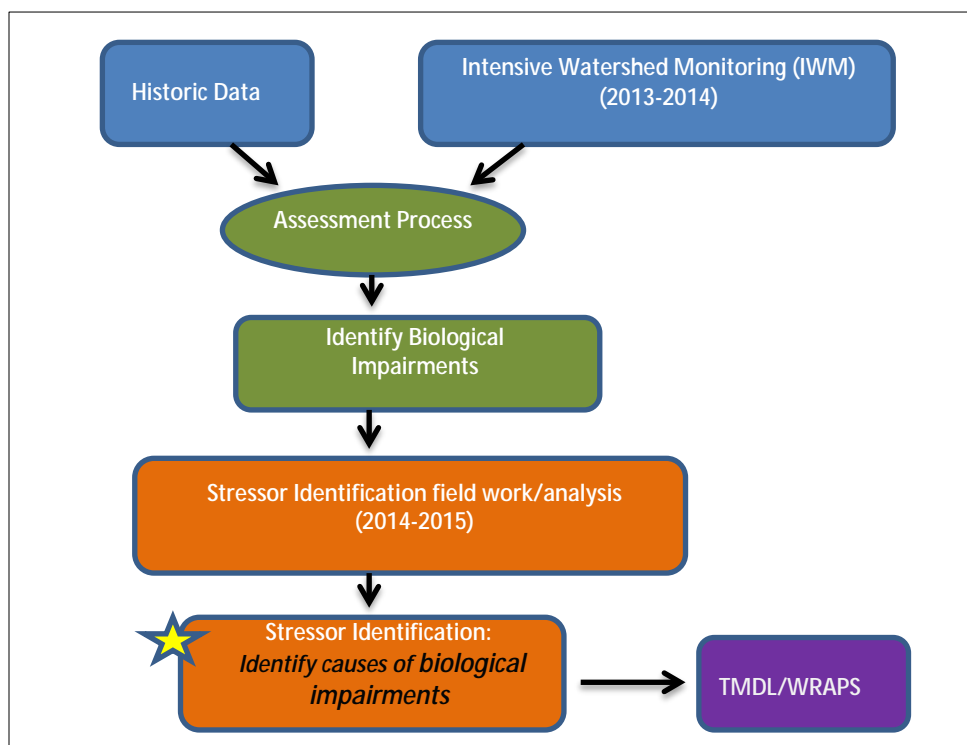 Historic Data
Intensive Watershed Monitoring (IWM)
(2013-2014)
Assessment Process
Identify Biological
Impairments
Stressor Identification field work/analysis
(2014-2015)
Stressor Identification:
Identify causes of biological
impairments
TMDL/WRAPS